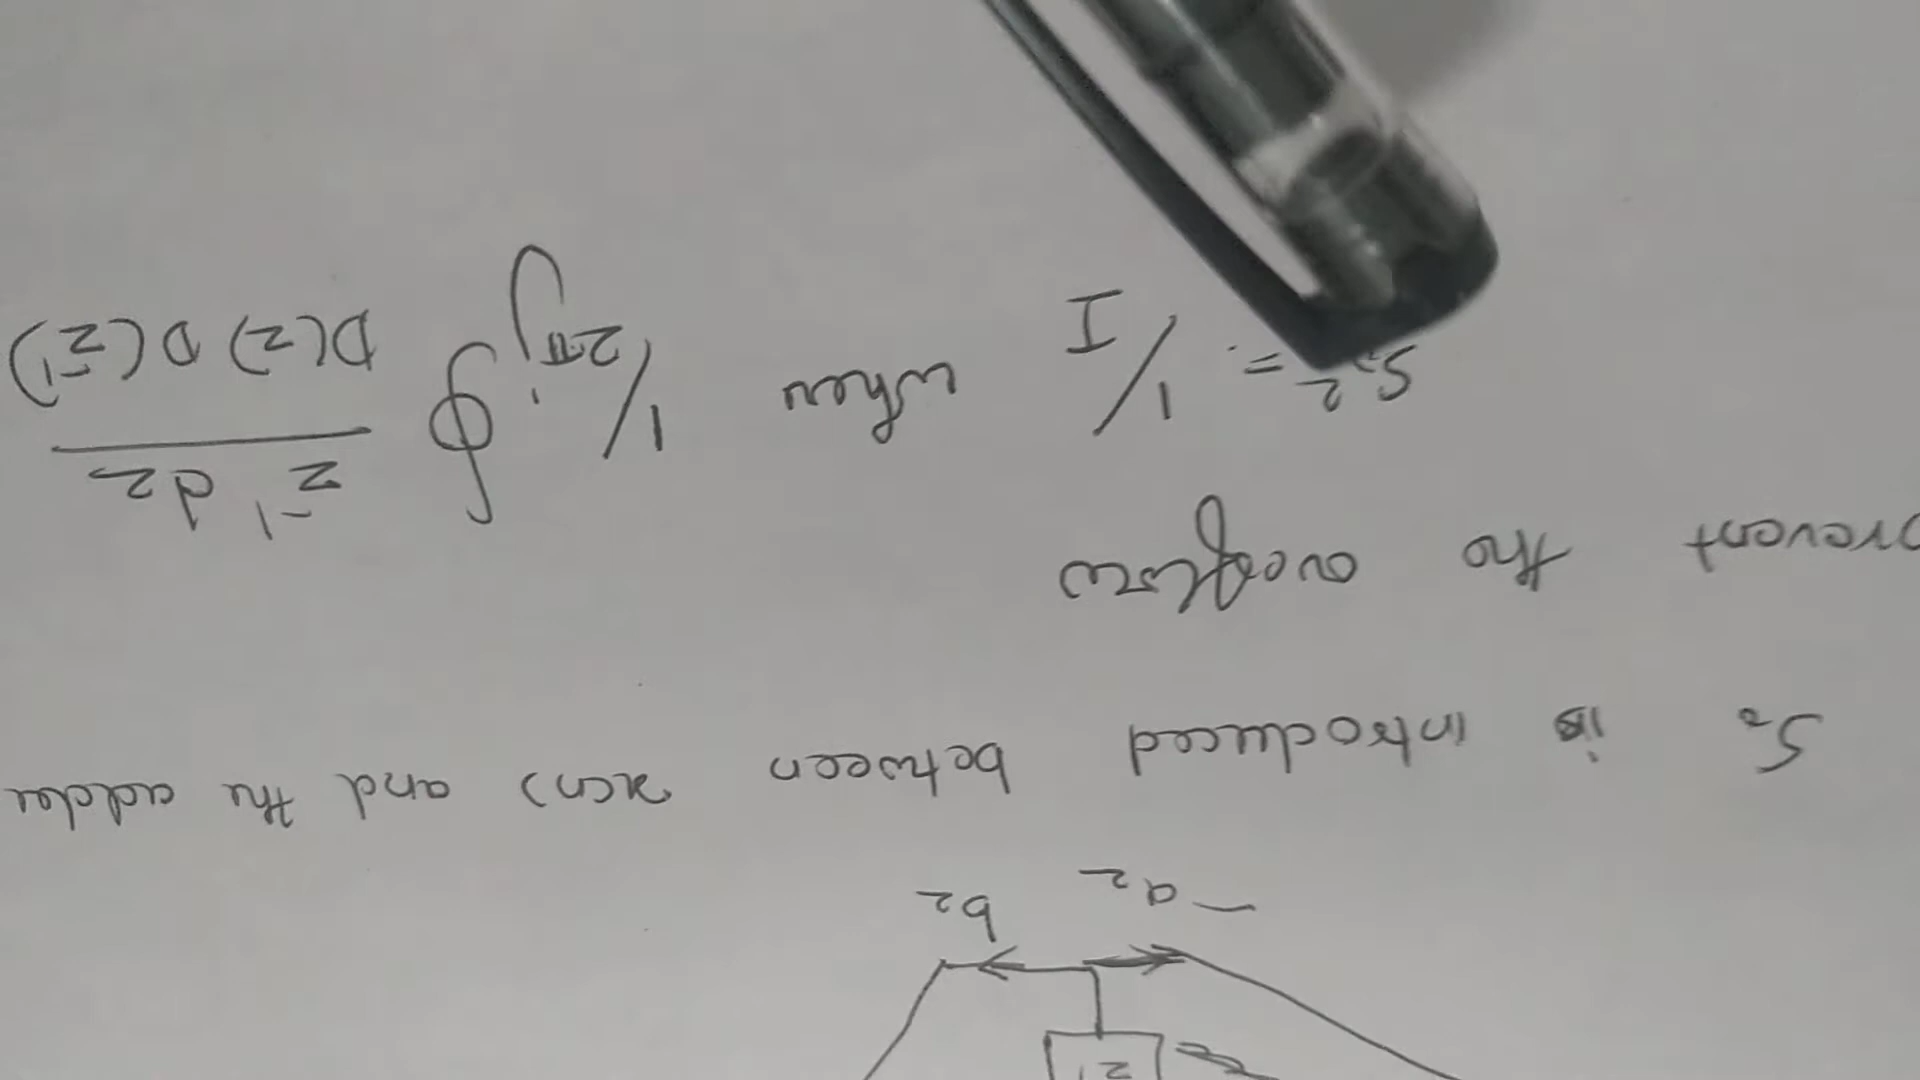 z⁻¹
-a2 b2
S₀ is introduced between x(n) and the adder
prevent the overflow
S₀² = 1/I when 1/2πj ∮ z⁻¹ dz / D(z) D(z⁻¹)